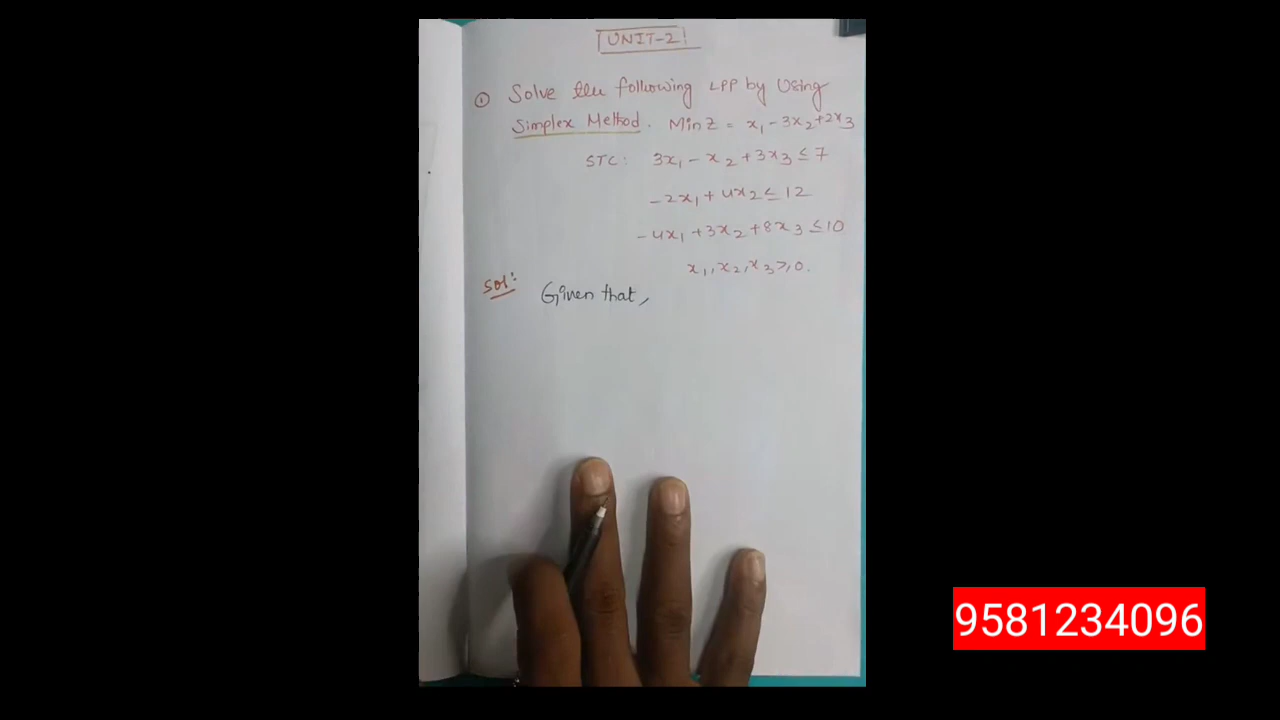 UNIT-2
① Solve the following LPP by Using
Simplex Method. Min Z = x₁ - 3x₂ + 2x₃
STC: 3x₁ - x₂ + 3x₃ ≤ 7
-2x₁ + 4x₂ ≤ 12
-4x₁ + 3x₂ + 8x₃ ≤ 10
x₁, x₂, x₃ ≥ 0.
Sol:
Given that,
9581234096